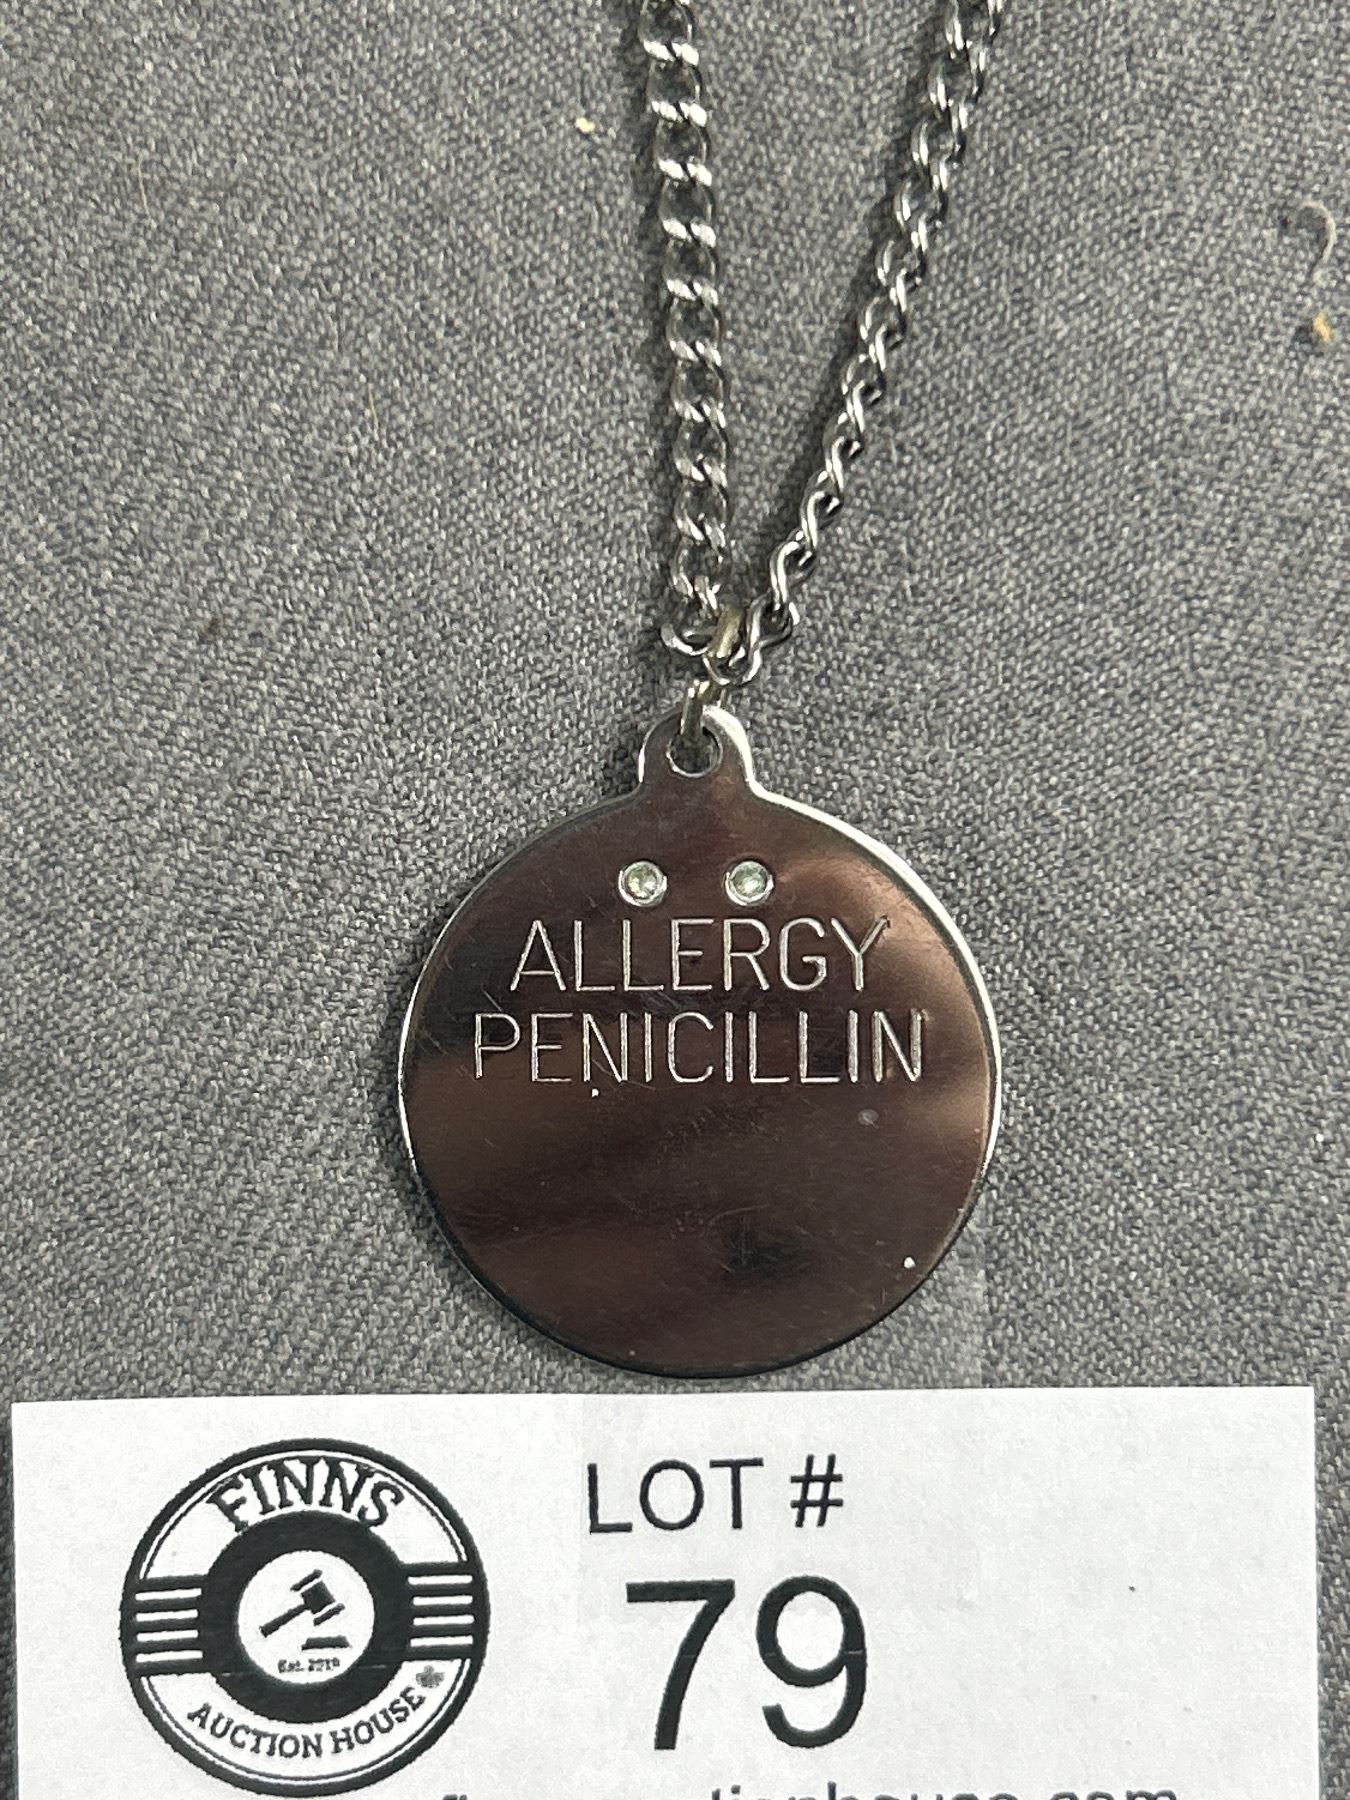 ALLERGY
PENICILLIN
FINNS
Est. 2019
AUCTION HOUSE
LOT #
79